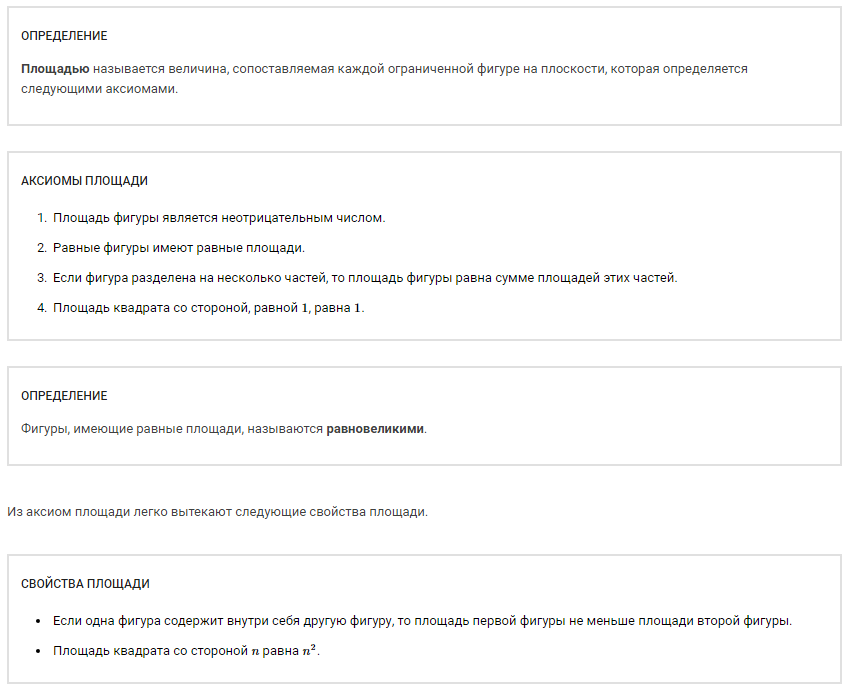 ОПРЕДЕЛЕНИЕ
Площадью называется величина, сопоставляемая каждой ограниченной фигуре на плоскости, которая определяется
следующими аксиомами.
АКСИОМЫ ПЛОЩАДИ
1. Площадь фигуры является неотрицательным числом.
2. Равные фигуры имеют равные площади.
3. Если фигура разделена на несколько частей, то площадь фигуры равна сумме площадей этих частей.
4. Площадь квадрата со стороной, равной 1, равна 1.
ОПРЕДЕЛЕНИЕ
Фигуры, имеющие равные площади, называются равновеликими.
Из аксиом площади легко вытекают следующие свойства площади.
СВОЙСТВА ПЛОЩАДИ
• Если одна фигура содержит внутри себя другую фигуру, то площадь первой фигуры не меньше площади второй фигуры.
• Площадь квадрата со стороной n равна n².